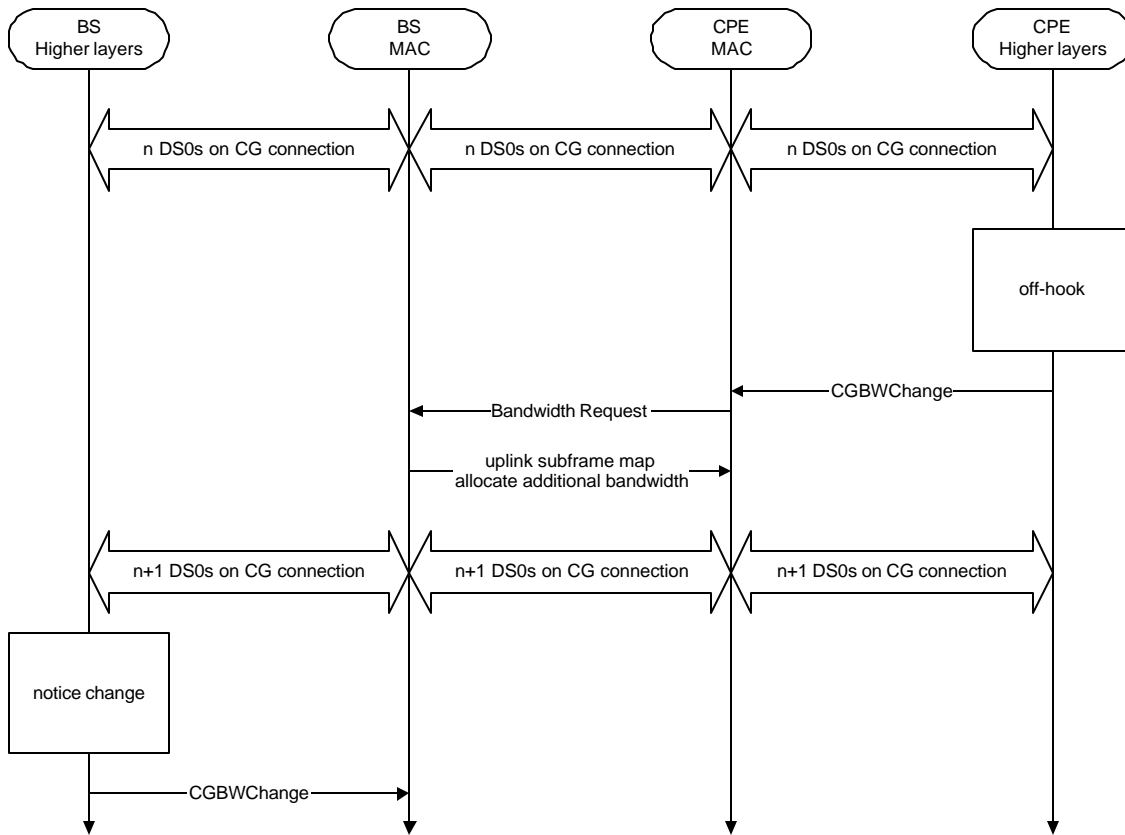 BS
Higher layers
BS
MAC
CPE
MAC
CPE
Higher layers
n DS0s on CG connection
n DS0s on CG connection
n DS0s on CG connection
off-hook
CGBWChange
Bandwidth Request
uplink subframe map
allocate additional bandwidth
n+1 DS0s on CG connection
n+1 DS0s on CG connection
n+1 DS0s on CG connection
notice change
CGBWChange